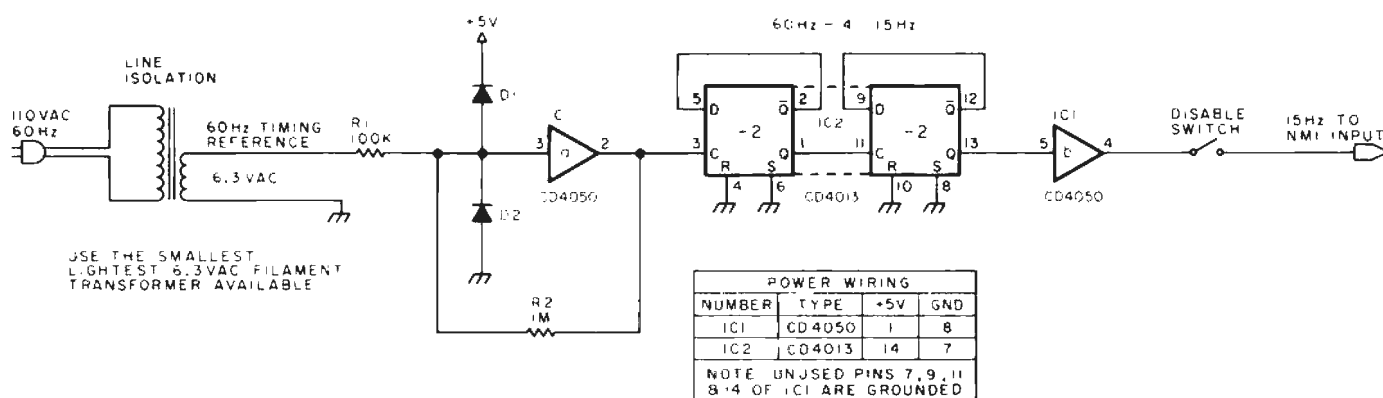 +5V
60Hz - 4 15Hz
LINE
ISOLATION
110VAC
60Hz
60Hz TIMING
REFERENCE
6.3 VAC
R1
100K
D1
D2
3
a
2
CD4050
R2
1M
5
D
Q̅
2
-2
3
C
Q
1
R
S
4
6
IC2
CD4013
9
D
Q̅
12
-2
11
C
Q
13
R
S
10
8
IC1
5
b
4
CD4050
DISABLE
SWITCH
15Hz TO
NMI INPUT
USE THE SMALLEST
LIGHTEST 6.3VAC FILAMENT
TRANSFORMER AVAILABLE
POWER WIRING
NUMBER TYPE +5V GND
IC1 CD4050 1 8
IC2 CD4013 14 7
NOTE UNUSED PINS 7,9,11
&14 OF IC1 ARE GROUNDED